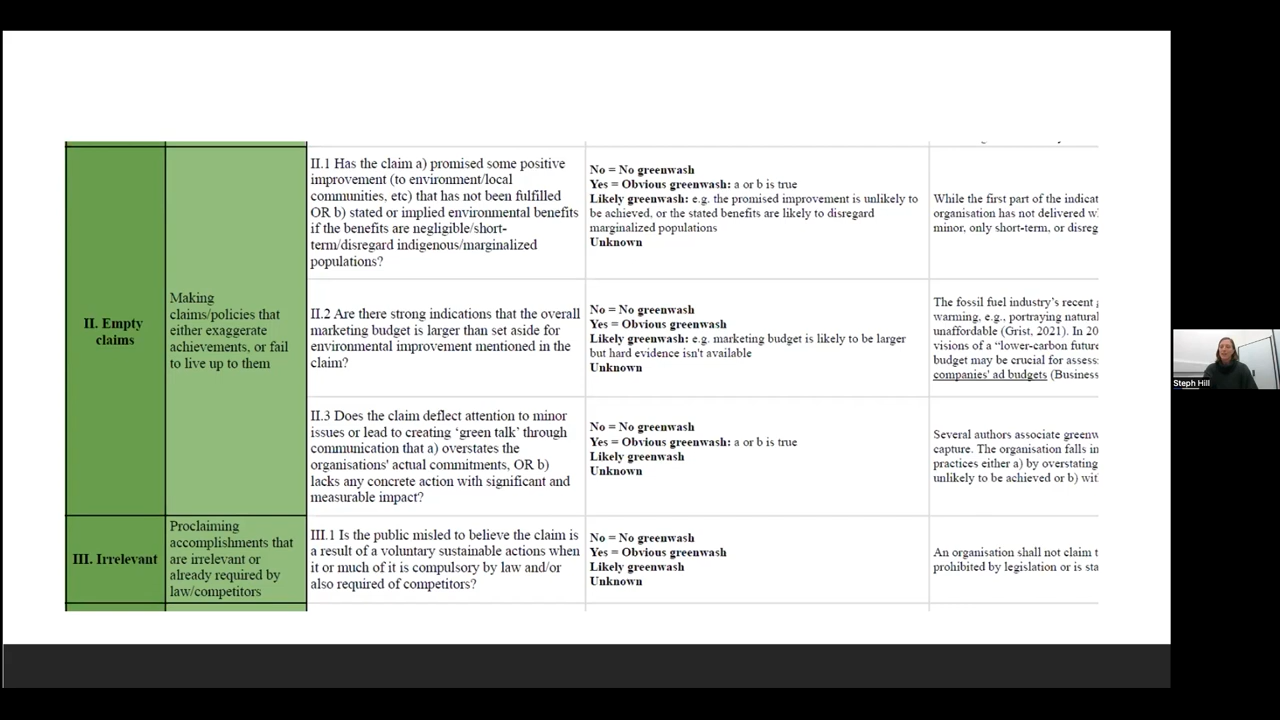 II. Empty
claims
Making
claims/policies that
either exaggerate
achievements, or fail
to live up to them
II.1 Has the claim a) promised some positive
improvement (to environment/local
communities, etc) that has not been fulfilled
OR b) stated or implied environmental benefits
if the benefits are negligible/short-
term/disregard indigenous/marginalized
populations?
No = No greenwash
Yes = Obvious greenwash: a or b is true
Likely greenwash: e.g. the promised improvement is unlikely to
be achieved, or the stated benefits are likely to disregard
marginalized populations
Unknown
While the first part of the indicat
organisation has not delivered w
minor, only short-term, or disreg
II.2 Are there strong indications that the overall
marketing budget is larger than set aside for
environmental improvement mentioned in the
claim?
No = No greenwash
Yes = Obvious greenwash
Likely greenwash: e.g. marketing budget is likely to be larger
but hard evidence isn't available
Unknown
The fossil fuel industry's recent
warming, e.g., portraying natural
unaffordable (Grist, 2021). In 20
visions of a “lower-carbon future
budget may be crucial for assess
companies' ad budgets (Business
II.3 Does the claim deflect attention to minor
issues or lead to creating ‘green talk’ through
communication that a) overstates the
organisations' actual commitments, OR b)
lacks any concrete action with significant and
measurable impact?
No = No greenwash
Yes = Obvious greenwash: a or b is true
Likely greenwash
Unknown
Several authors associate greenw
capture. The organisation falls in
practices either a) by overstating
unlikely to be achieved or b) wit
III. Irrelevant
Proclaiming
accomplishments that
are irrelevant or
already required by
law/competitors
III.1 Is the public misled to believe the claim is
a result of a voluntary sustainable actions when
it or much of it is compulsory by law and/or
also required of competitors?
No = No greenwash
Yes = Obvious greenwash
Likely greenwash
Unknown
An organisation shall not claim t
prohibited by legislation or is sta
Steph Hill